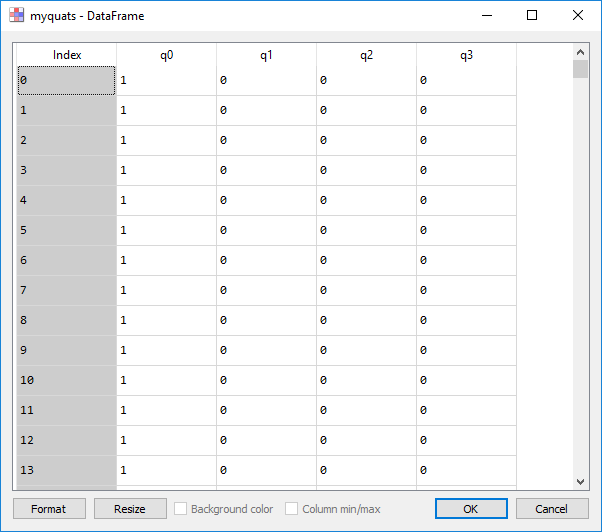 myquats - DataFrame
Index q0 q1 q2 q3
0 1 0 0 0
1 1 0 0 0
2 1 0 0 0
3 1 0 0 0
4 1 0 0 0
5 1 0 0 0
6 1 0 0 0
7 1 0 0 0
8 1 0 0 0
9 1 0 0 0
10 1 0 0 0
11 1 0 0 0
12 1 0 0 0
13 1 0 0 0
Format Resize Background color Column min/max OK Cancel